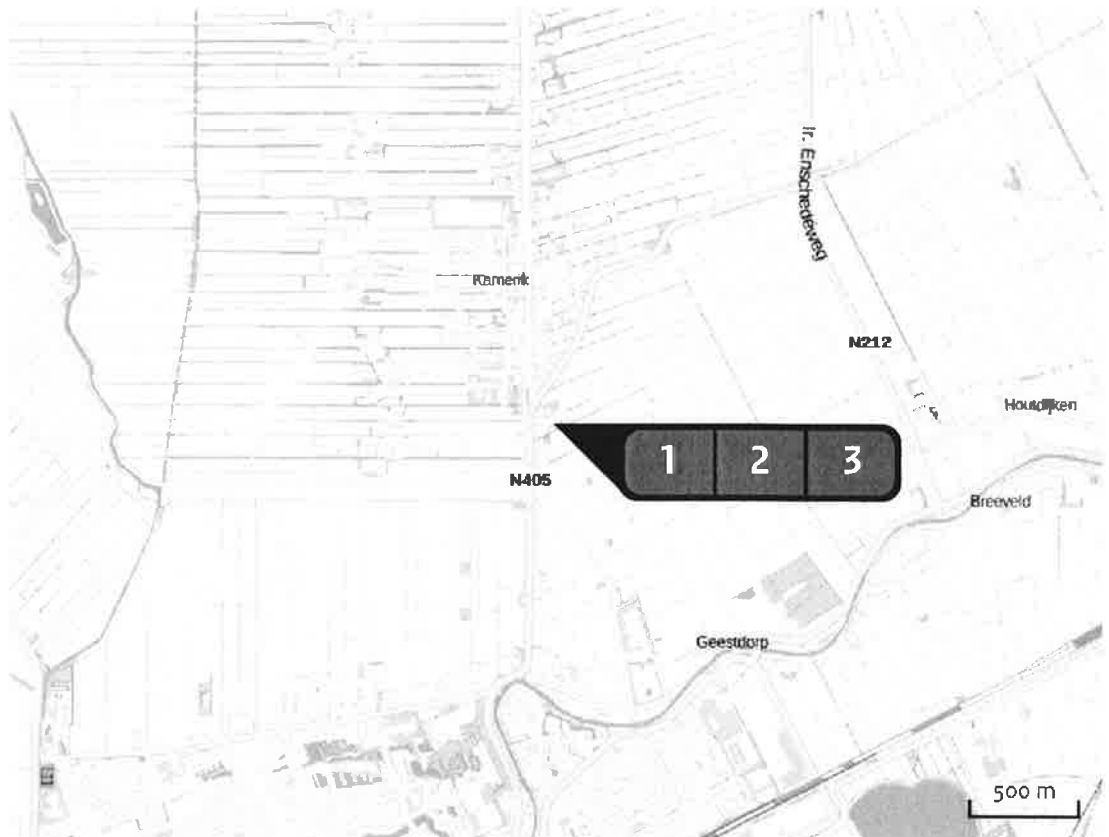 Ir. Enschedeweg
Kamerik
N212
Houtdijken
1 2 3
N405
Breeveld
Geestdorp
500 m